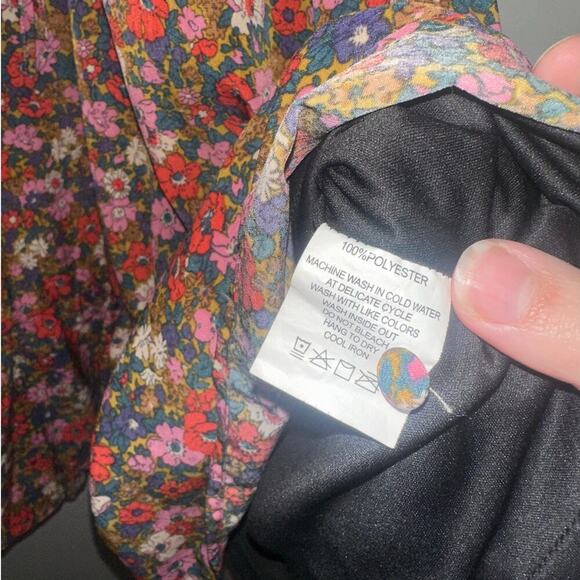 100%POLYESTER
MACHINE WASH IN COLD WATER
AT DELICATE CYCLE
WASH WITH LIKE COLORS
WASH INSIDE OUT
DO NOT BLEACH
HANG TO DRY
COOL IRON